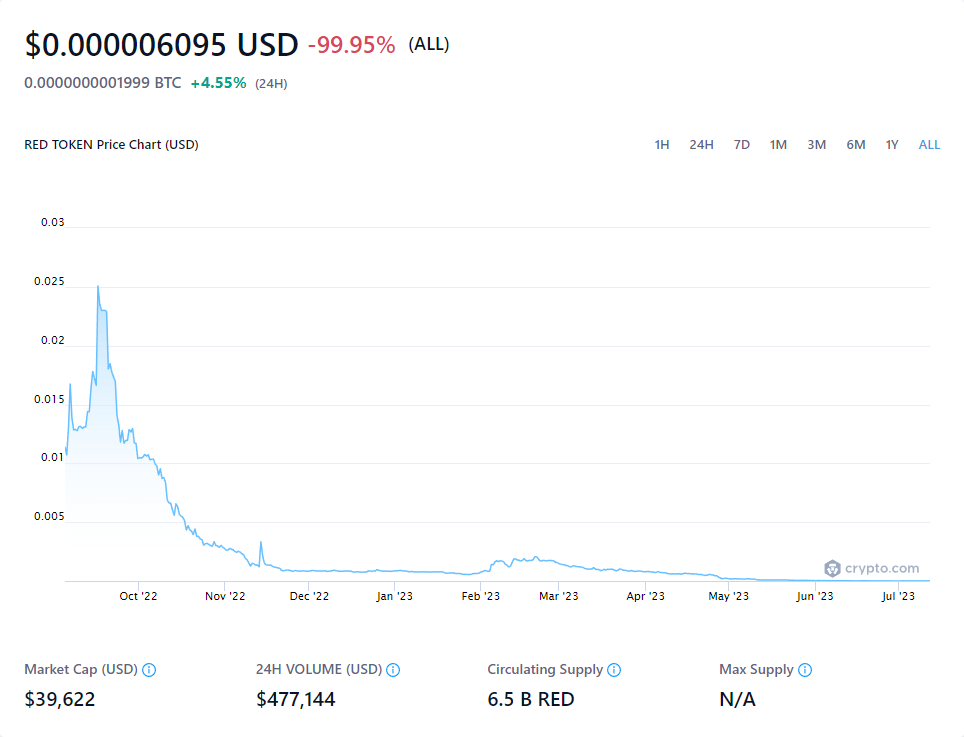 $0.000006095 USD -99.95% (ALL)
0.0000000001999 BTC +4.55% (24H)
RED TOKEN Price Chart (USD) 1H 24H 7D 1M 3M 6M 1Y ALL
0.03
0.025
0.02
0.015
0.01
0.005
crypto.com
Oct '22 Nov '22 Dec '22 Jan '23 Feb '23 Mar '23 Apr '23 May '23 Jun '23 Jul '23
Market Cap (USD) 24H VOLUME (USD) Circulating Supply Max Supply
$39,622 $477,144 6.5 B RED N/A